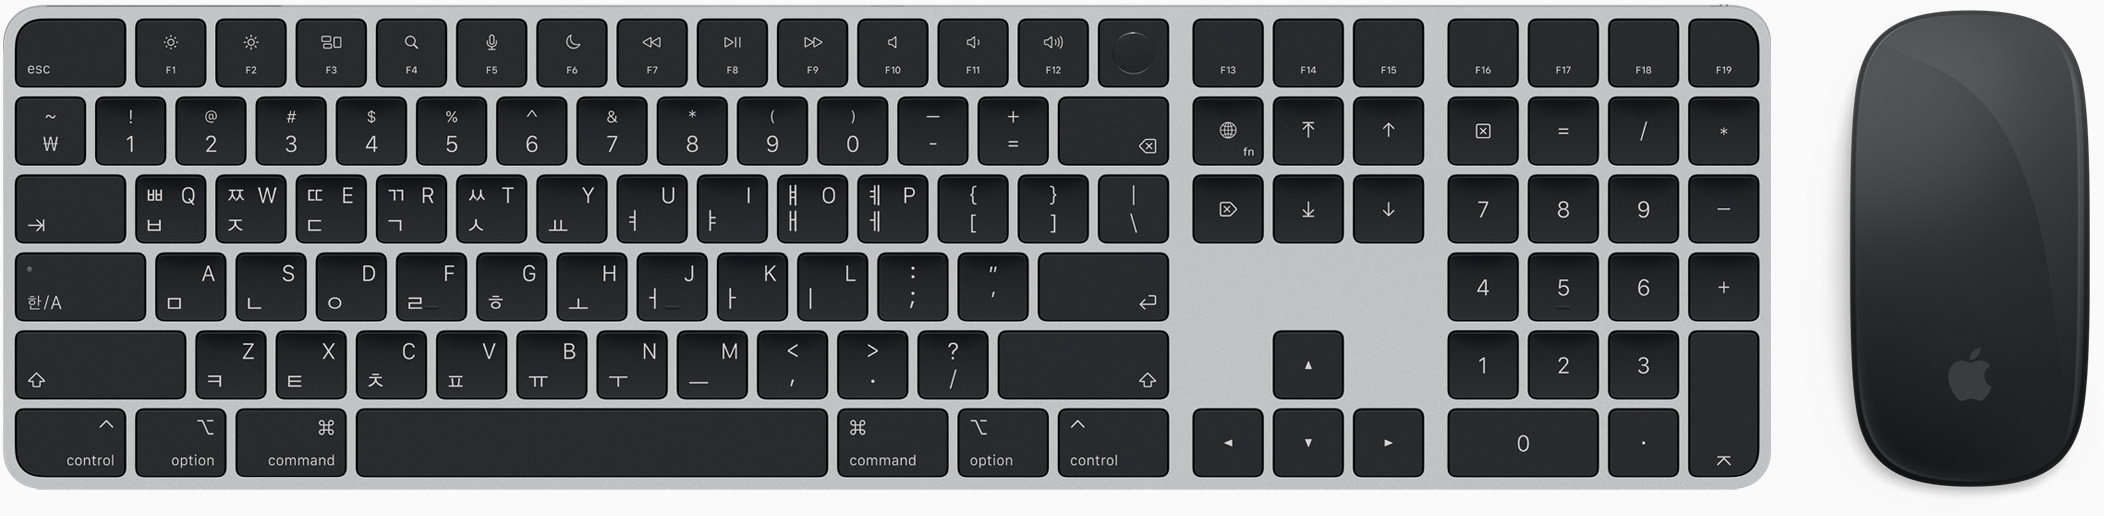 esc F1 F2 F3 F4 F5 F6 F7 F8 F9 F10 F11 F12 F13 F14 F15 F16 F17 F18 F19
~ ! @ # $ % ^ & * ( ) — +
₩ 1 2 3 4 5 6 7 8 9 0 - = fn = / *
ㅃ Q ㅉ W ㄸ E ㄲ R ㅆ T Y U I ㅒ O ㅖ P { } |
ㅂ ㅈ ㄷ ㄱ ㅅ ㅛ ㅕ ㅑ ㅐ ㅔ [ ] \ 7 8 9 −
A S D F G H J K L : "
한/A ㅁ ㄴ ㅇ ㄹ ㅎ ㅗ ㅓ ㅏ ㅣ ; ' 4 5 6 +
Z X C V B N M < > ?
ㅋ ㅌ ㅊ ㅍ ㅠ ㅜ ㅡ , . / 1 2 3
control option command command option control 0 .